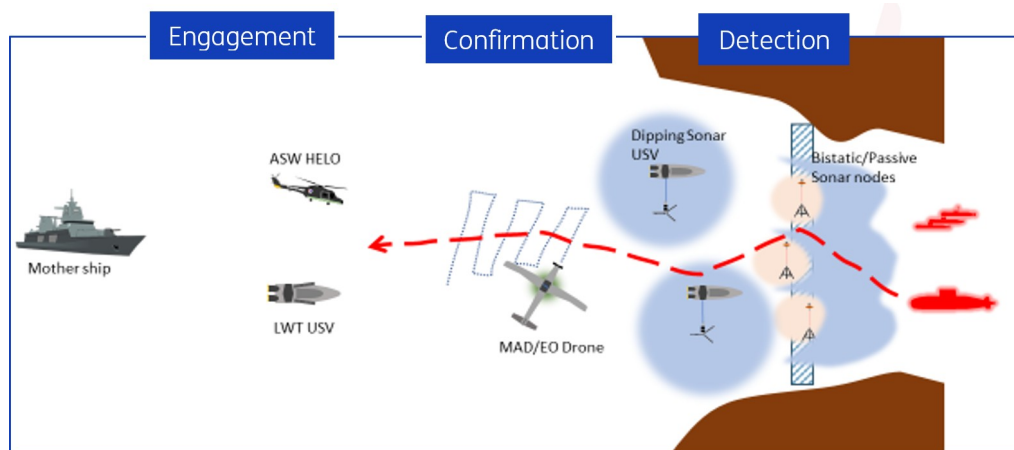 Engagement
Confirmation
Detection
Dipping Sonar
USV
Bistatic/Passive
Sonar nodes
ASW HELO
Mother ship
LWT USV
MAD/EO Drone